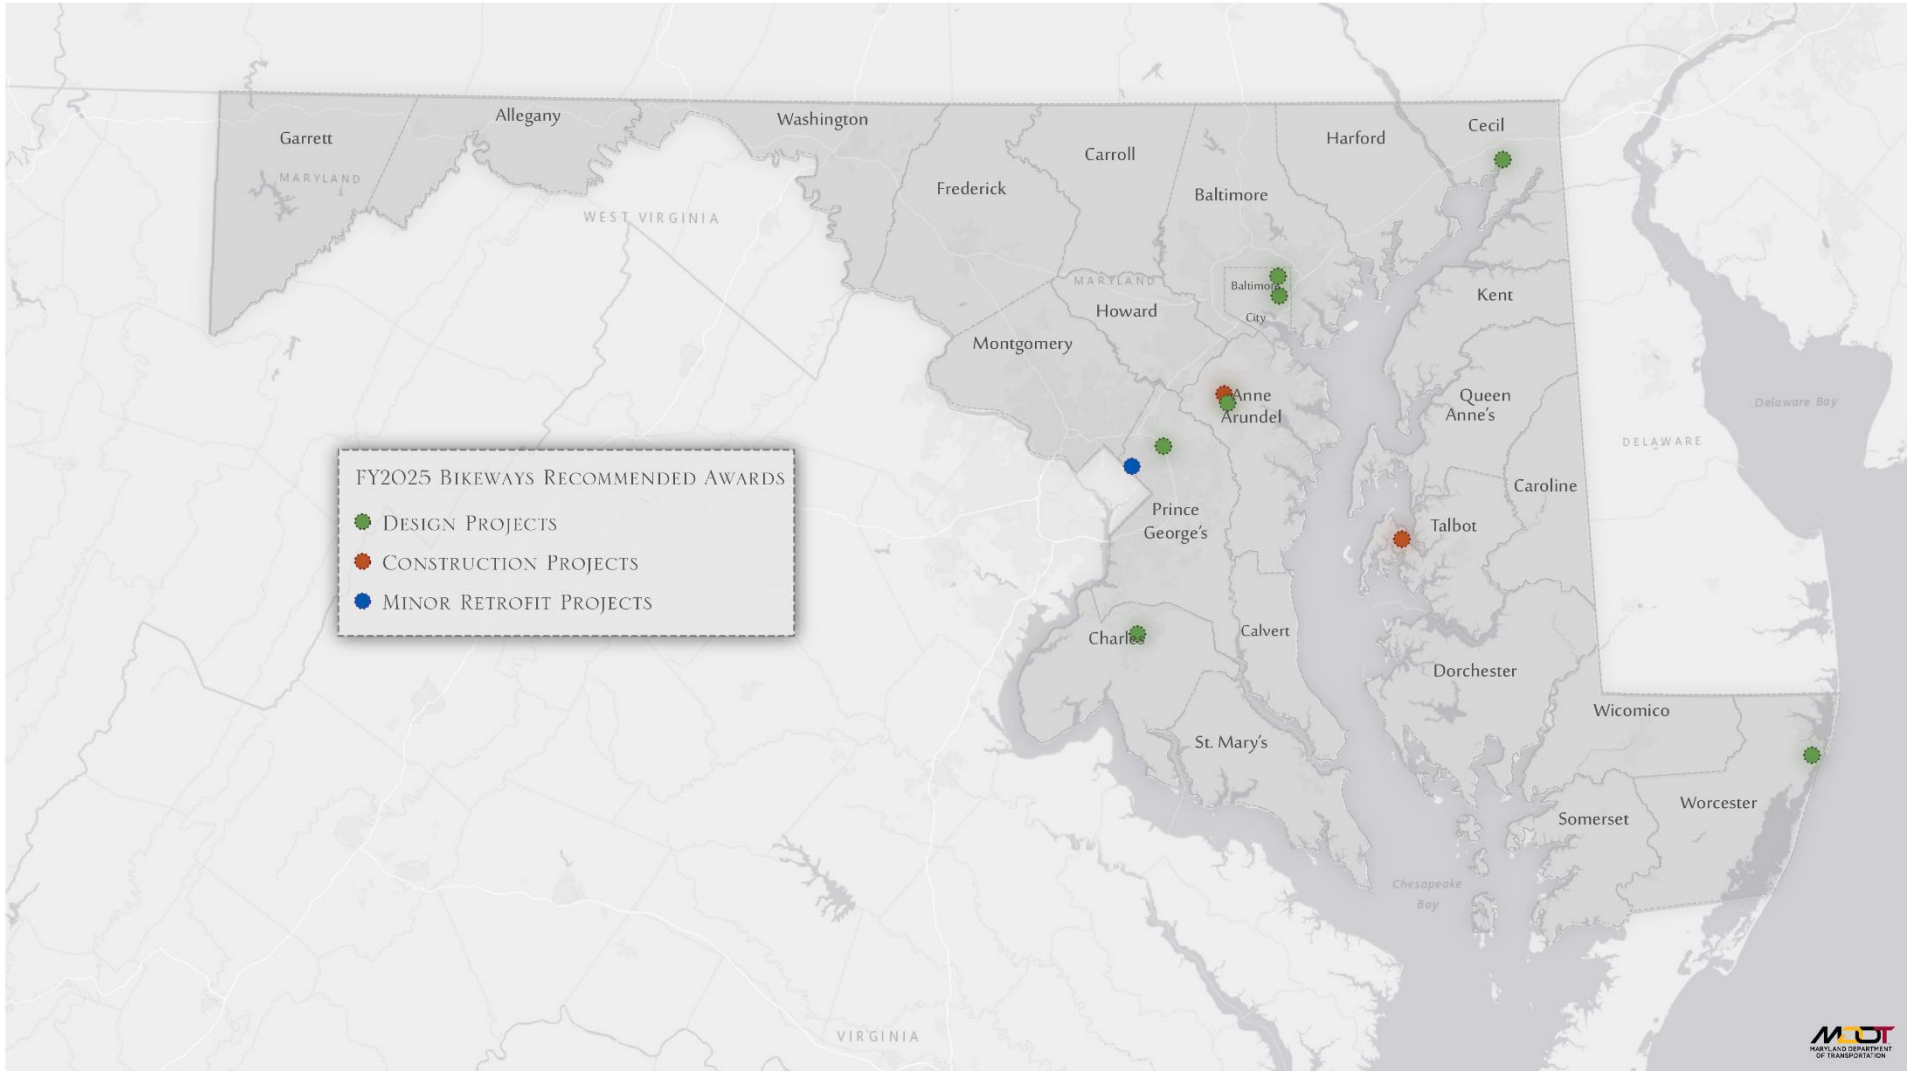 Garrett
MARYLAND
Allegany
Washington
WEST VIRGINIA
Frederick
Carroll
Baltimore
Harford
Cecil
MARYLAND
Howard
Montgomery
Baltimore
City
Kent
Anne
Arundel
Queen
Anne's
Delaware Bay
DELAWARE
Caroline
Talbot
Prince
George's
FY2025 BIKEWAYS RECOMMENDED AWARDS
DESIGN PROJECTS
CONSTRUCTION PROJECTS
MINOR RETROFIT PROJECTS
Charles
Calvert
Dorchester
Wicomico
St. Mary's
Worcester
Somerset
Chesapeake
Bay
VIRGINIA
MDOT
MARYLAND DEPARTMENT
OF TRANSPORTATION